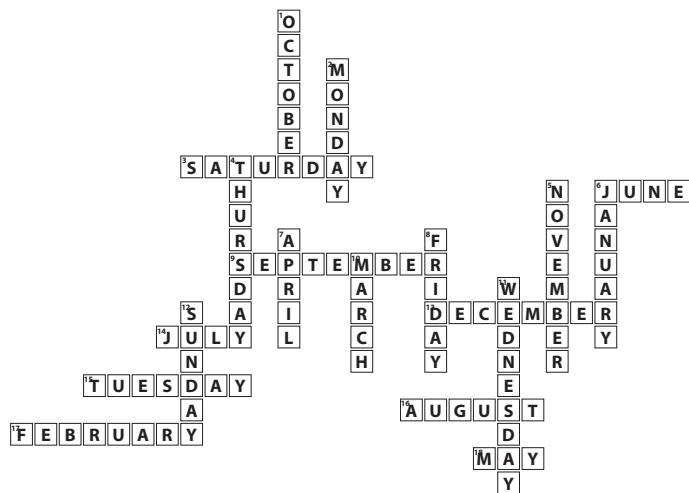 1 OCTOBER
2 MONDAY
3 SATURDAY
4 THURSDAY
5 NOVEMBER
6 JUNE
JANUARY
7 APRIL
8 FRIDAY
9 SEPTEMBER
10 MARCH
11 WEDNESDAY
12 SUNDAY
13 DECEMBER
14 JULY
15 TUESDAY
16 AUGUST
17 FEBRUARY
18 MAY